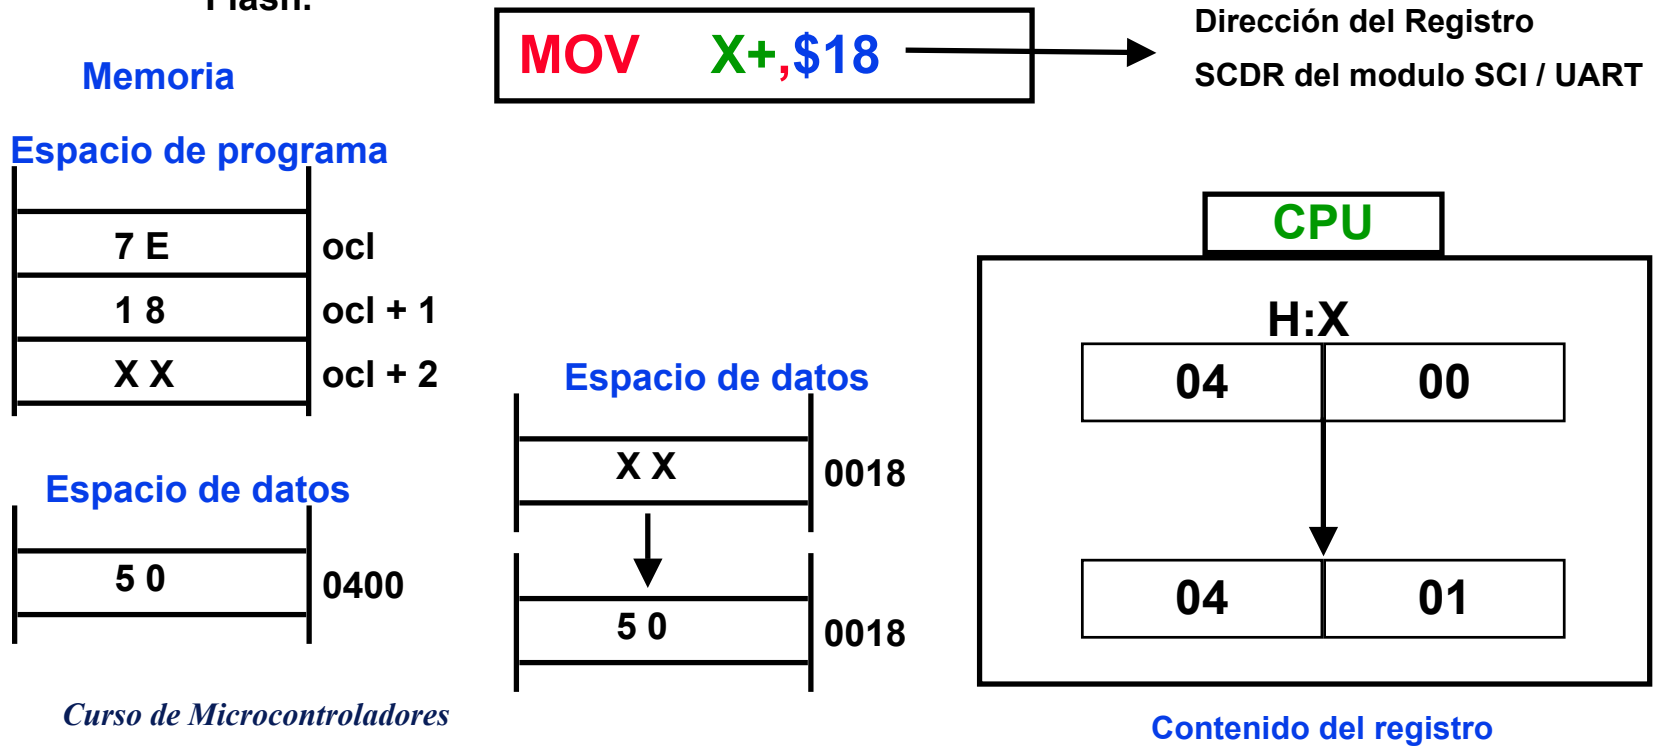 Flash.
MOV X+,$18
Dirección del Registro
SCDR del modulo SCI / UART
Memoria
Espacio de programa
7 E ocl
1 8 ocl + 1
X X ocl + 2
Espacio de datos
5 0 0400
Espacio de datos
X X 0018
5 0 0018
CPU
H:X
04 00
04 01
Contenido del registro
Curso de Microcontroladores